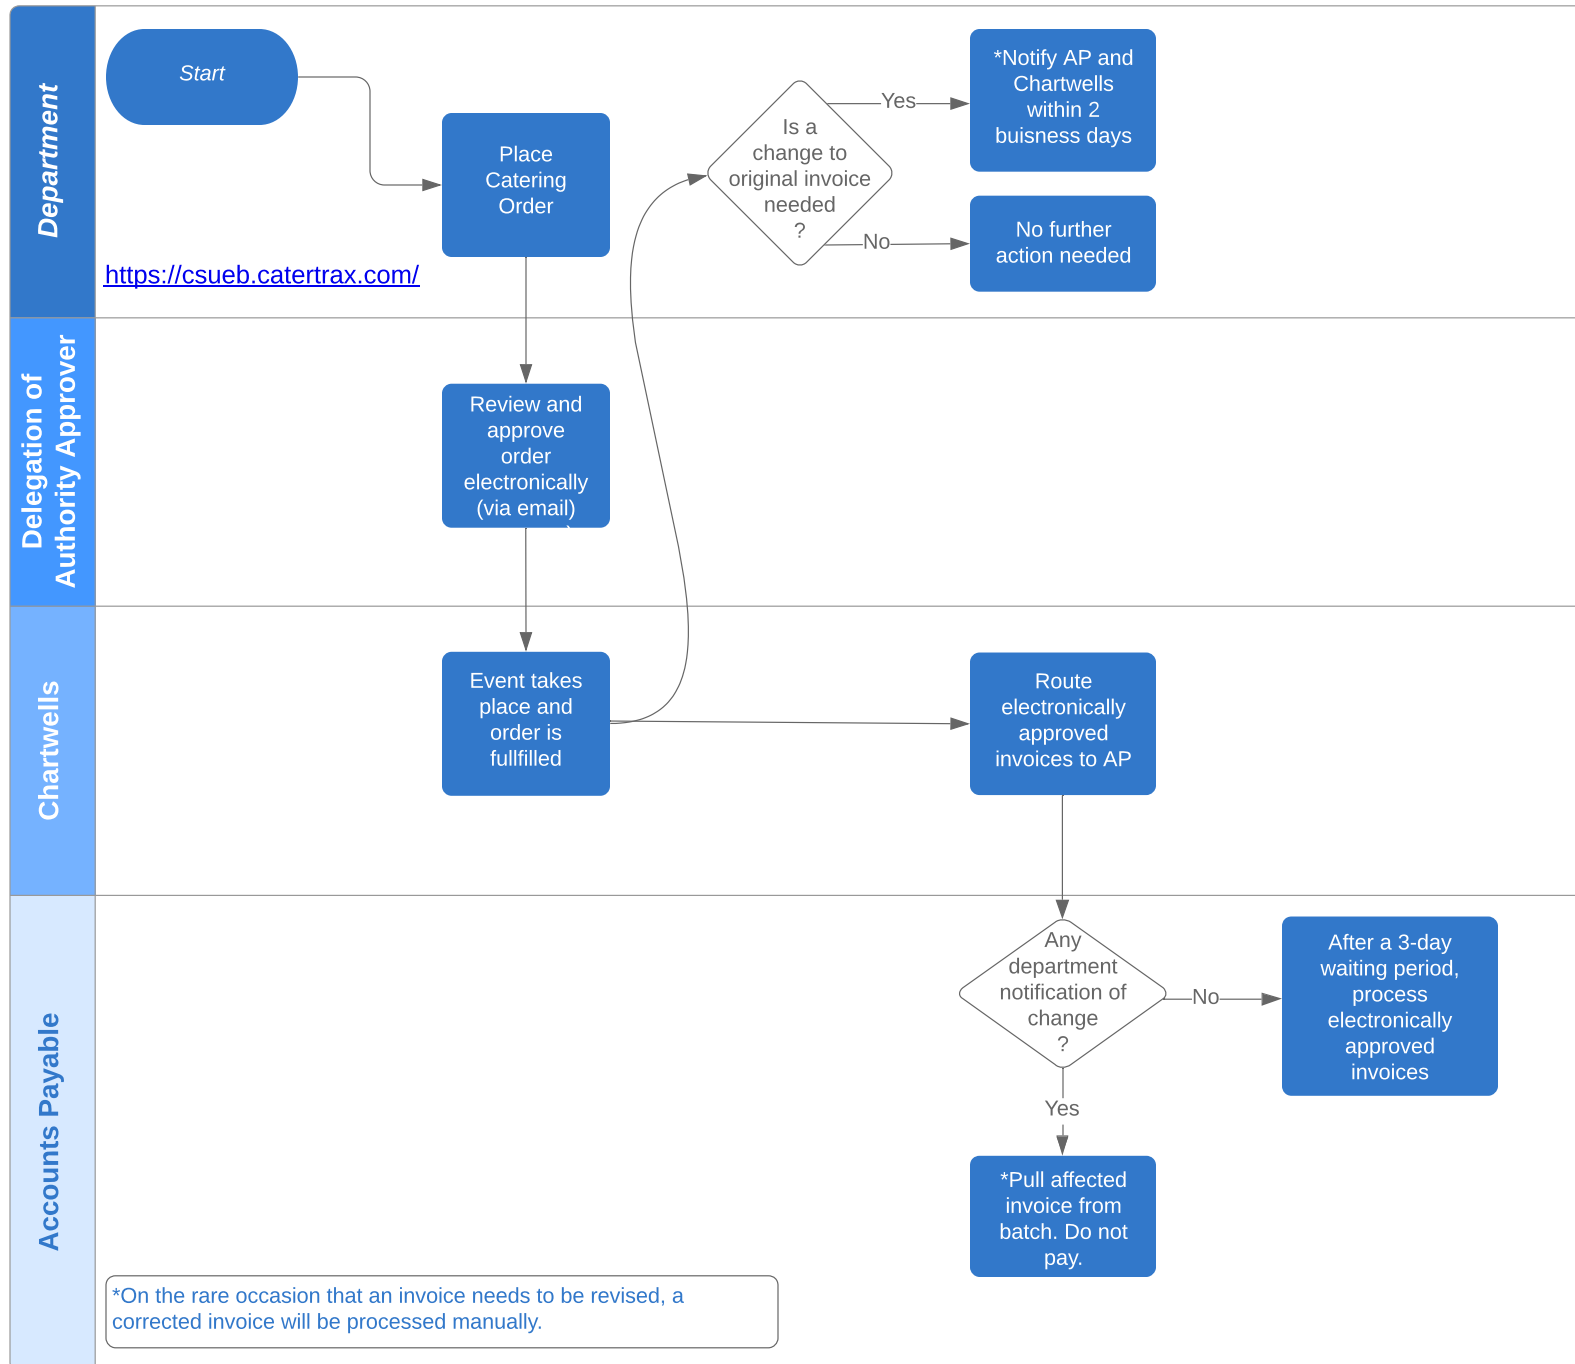 Department
Start
Place
Catering
Order
https://csueb.catertrax.com/
Is a
change to
original invoice
needed
?
Yes
*Notify AP and
Chartwells
within 2
buisness days
No
No further
action needed
Delegation of
Authority Approver
Review and
approve
order
electronically
(via email)
Chartwells
Event takes
place and
order is
fullfilled
Route
electronically
approved
invoices to AP
Accounts Payable
Any
department
notification of
change
?
No
After a 3-day
waiting period,
process
electronically
approved
invoices
Yes
*Pull affected
invoice from
batch. Do not
pay.
*On the rare occasion that an invoice needs to be revised, a
corrected invoice will be processed manually.